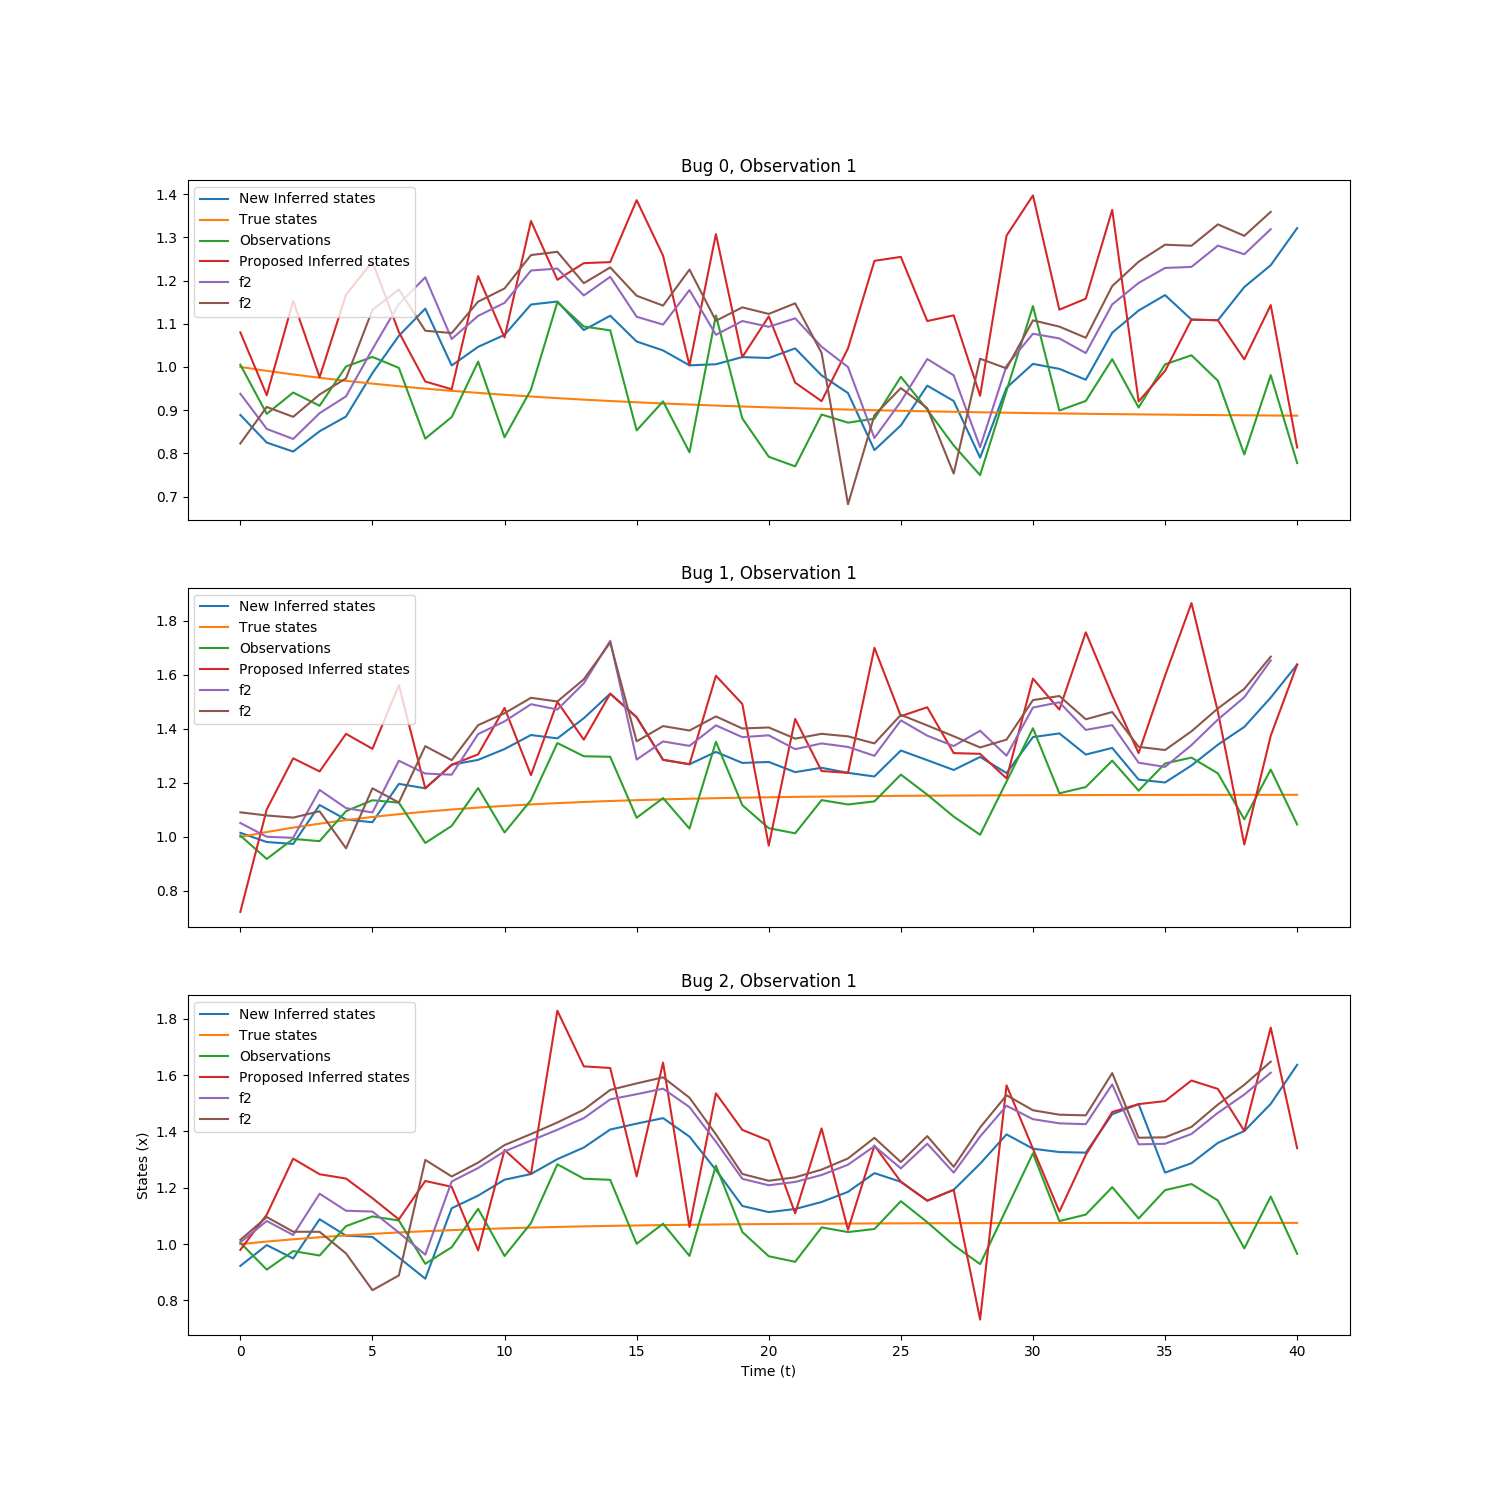 Bug 0, Observation 1
1.4
1.3
1.2
1.1
1.0
0.9
0.8
0.7
New Inferred states
True states
Observations
Proposed Inferred states
f2
f2
Bug 1, Observation 1
1.8
1.6
1.4
1.2
1.0
0.8
New Inferred states
True states
Observations
Proposed Inferred states
f2
f2
Bug 2, Observation 1
1.8
1.6
1.4
1.2
1.0
0.8
New Inferred states
True states
Observations
Proposed Inferred states
f2
f2
States (x)
0 5 10 15 20 25 30 35 40
Time (t)